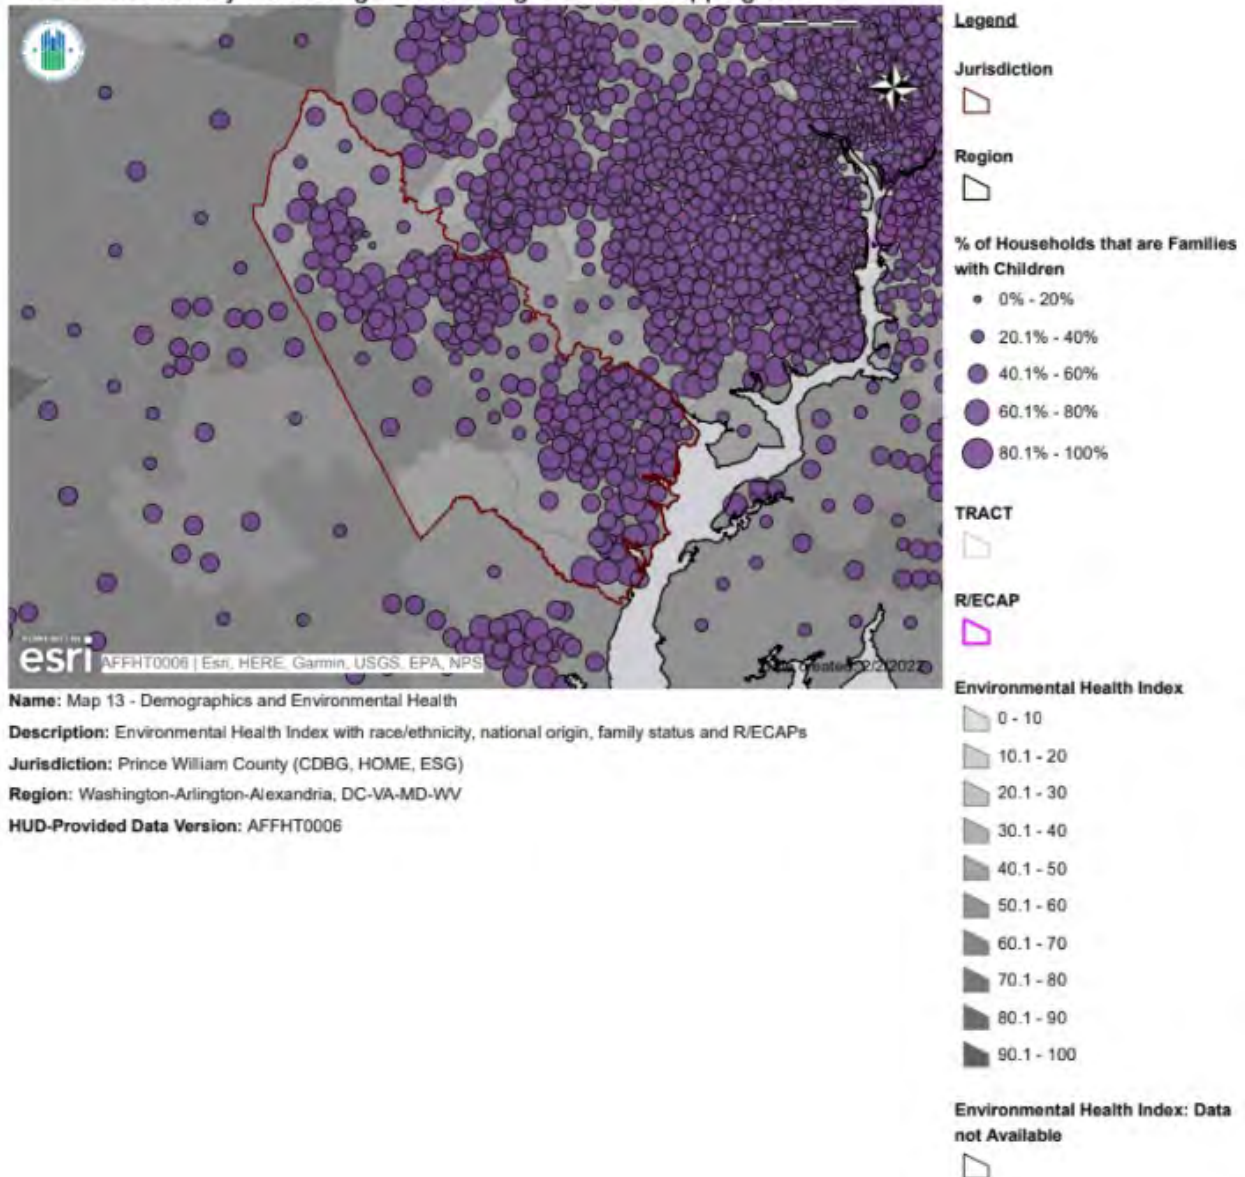 Legend
Jurisdiction
Region
% of Households that are Families
with Children
0% - 20%
20.1% - 40%
40.1% - 60%
60.1% - 80%
80.1% - 100%
TRACT
R/ECAP
Environmental Health Index
0 - 10
10.1 - 20
20.1 - 30
30.1 - 40
40.1 - 50
50.1 - 60
60.1 - 70
70.1 - 80
80.1 - 90
90.1 - 100
Environmental Health Index: Data
not Available
esri
AFFHT0006 | Esri, HERE, Garmin, USGS, EPA, NPS
created: 2/2/2022
Name: Map 13 - Demographics and Environmental Health
Description: Environmental Health Index with race/ethnicity, national origin, family status and R/ECAPs
Jurisdiction: Prince William County (CDBG, HOME, ESG)
Region: Washington-Arlington-Alexandria, DC-VA-MD-WV
HUD-Provided Data Version: AFFHT0006